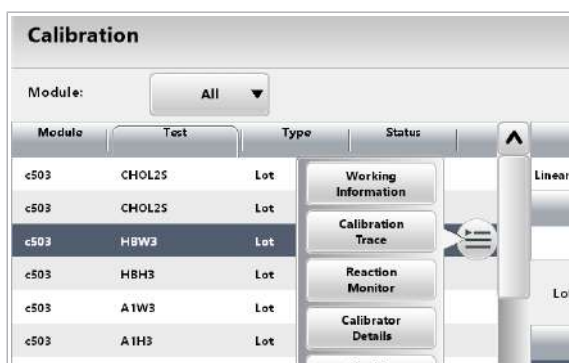 Calibration
Module: All
Module Test Type Status
c503 CHOL2S Lot
Working
Information
Linear
c503 CHOL2S Lot
Calibration
Trace
c503 HBW3 Lot
c503 HBH3 Lot
Reaction
Monitor
Lo
c503 A1W3 Lot
Calibrator
Details
c503 A1H3 Lot